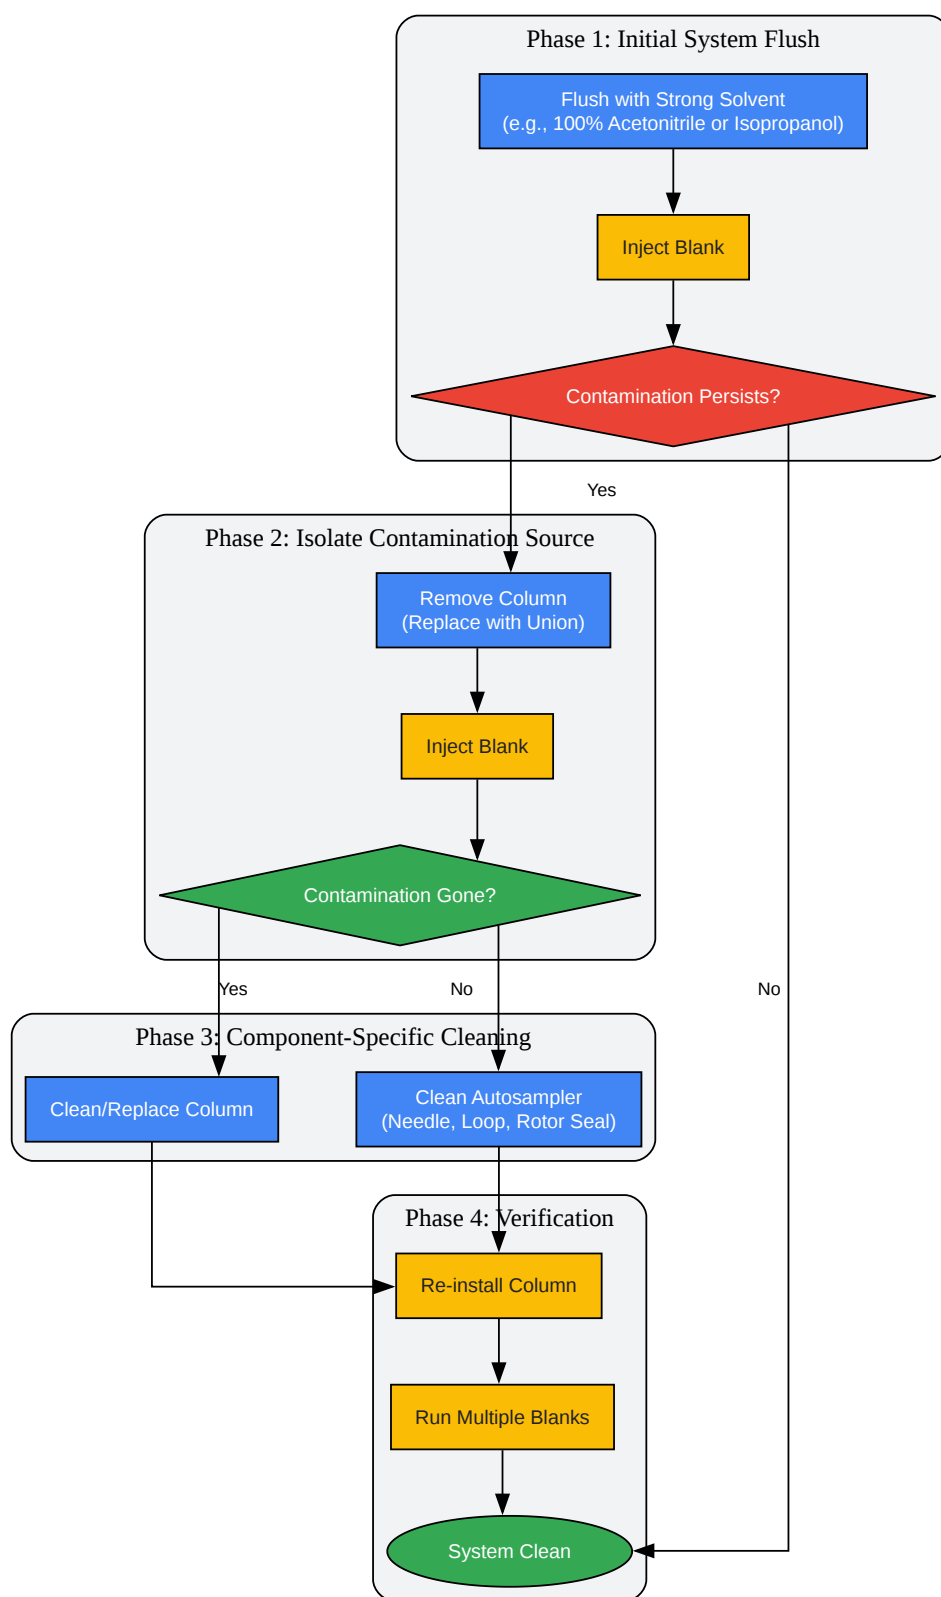 Phase 1: Initial System Flush
Flush with Strong Solvent
(e.g., 100% Acetonitrile or Isopropanol)
Inject Blank
Contamination Persists?
Yes
Phase 2: Isolate Contamination Source
Remove Column
(Replace with Union)
Inject Blank
Contamination Gone?
Yes
No
No
Phase 3: Component-Specific Cleaning
Clean/Replace Column
Clean Autosampler
(Needle, Loop, Rotor Seal)
Phase 4: Verification
Re-install Column
Run Multiple Blanks
System Clean